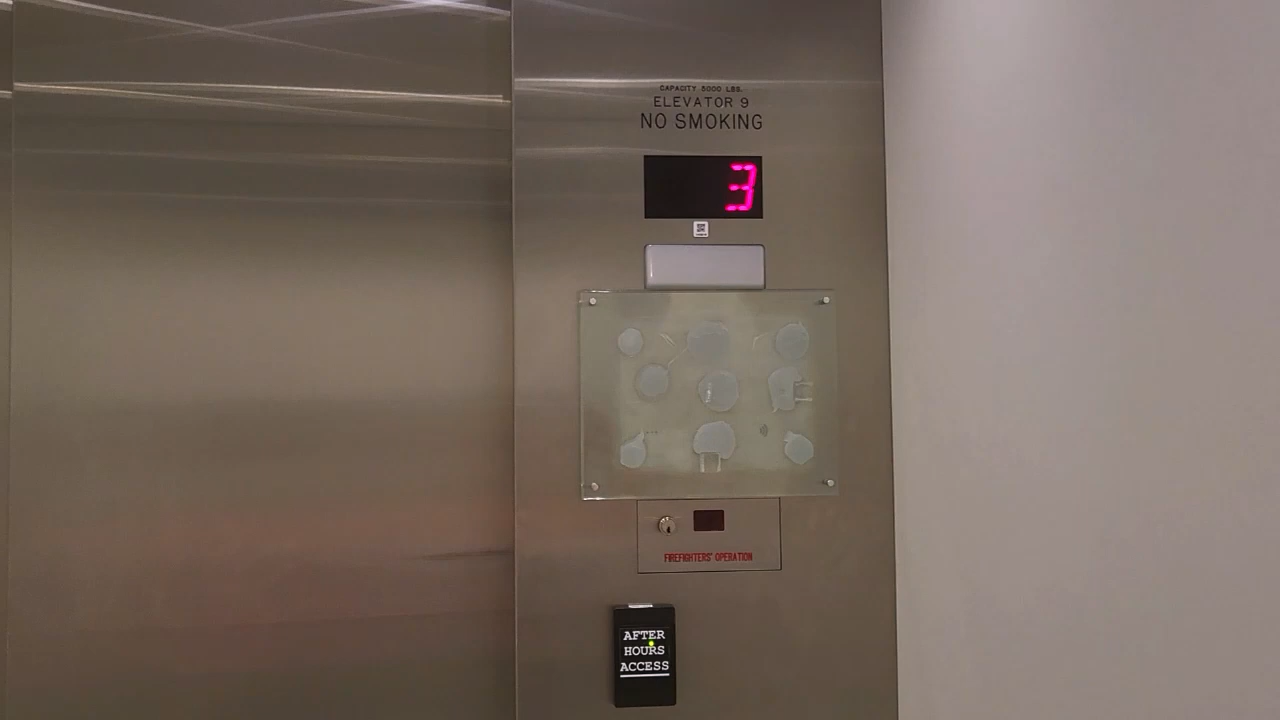 CAPACITY 5000 LBS.
ELEVATOR 9
NO SMOKING
3
FIREFIGHTERS' OPERATION
AFTER
HOURS
ACCESS